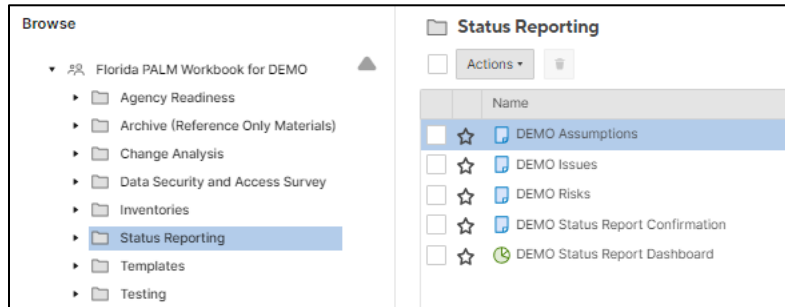 Browse
Florida PALM Workbook for DEMO
Agency Readiness
Archive (Reference Only Materials)
Change Analysis
Data Security and Access Survey
Inventories
Status Reporting
Templates
Testing
Status Reporting
Actions
Name
DEMO Assumptions
DEMO Issues
DEMO Risks
DEMO Status Report Confirmation
DEMO Status Report Dashboard